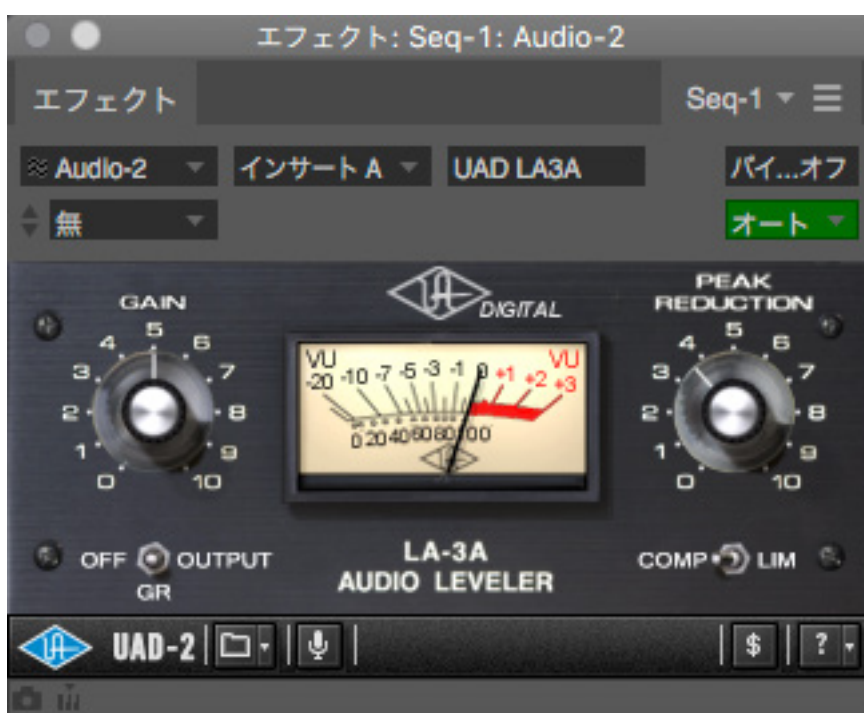 エフェクト: Seq-1: Audio-2
エフェクト
Seq-1
Audio-2
インサート A
UAD LA3A
バイ...オフ
無
オート
GAIN
0 1 2 3 4 5 6 7 8 9 10
UA DIGITAL
VU VU
-20 -10 -7 -5 -3 -1 0 +1 +2 +3
0 20 40 60 80 100
PEAK
REDUCTION
0 1 2 3 4 5 6 7 8 9 10
OFF OUTPUT
GR
LA-3A
AUDIO LEVELER
COMP LIM
UA UAD-2
$
?